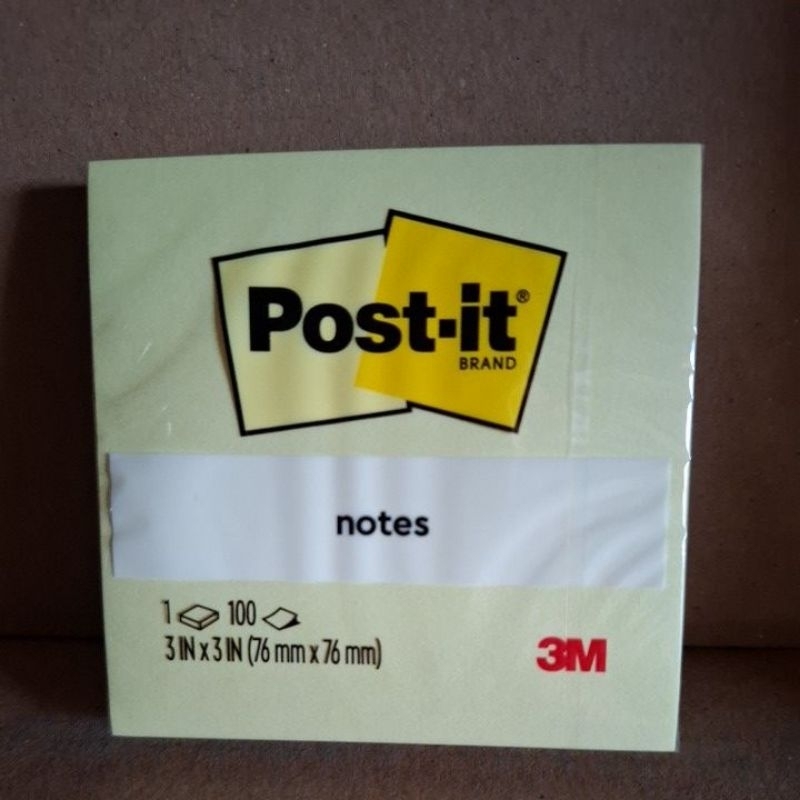 Post-it®
BRAND
notes
1 100
3 IN x 3 IN (76 mm x 76 mm)
3M